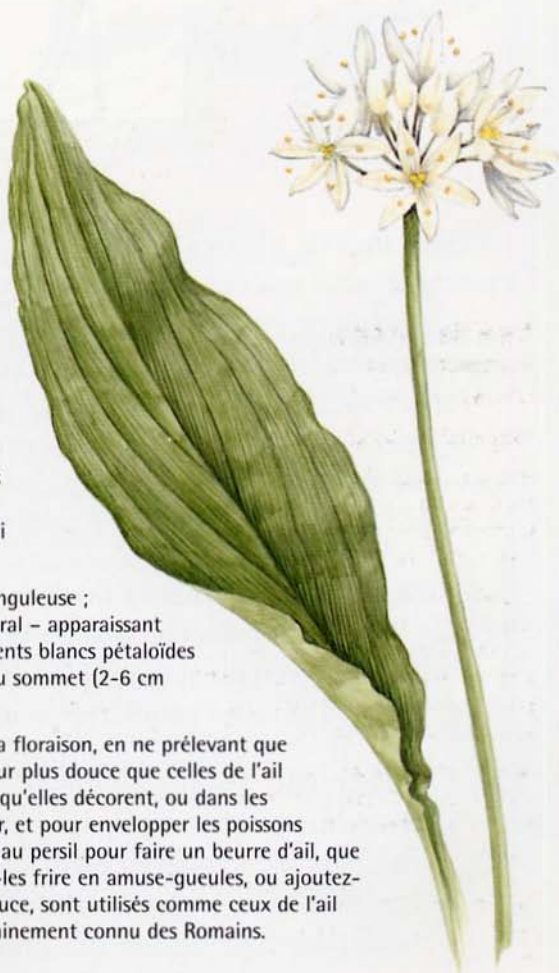 i
nguleuse ;
ral – apparaissant
ents blancs pétaloïdes
u sommet (2-6 cm
a floraison, en ne prélevant que
ur plus douce que celles de l'ail
qu'elles décorent, ou dans les
r, et pour envelopper les poissons
au persil pour faire un beurre d'ail, que
-les frire en amuse-gueules, ou ajoutez-
uce, sont utilisés comme ceux de l'ail
ainement connu des Romains.